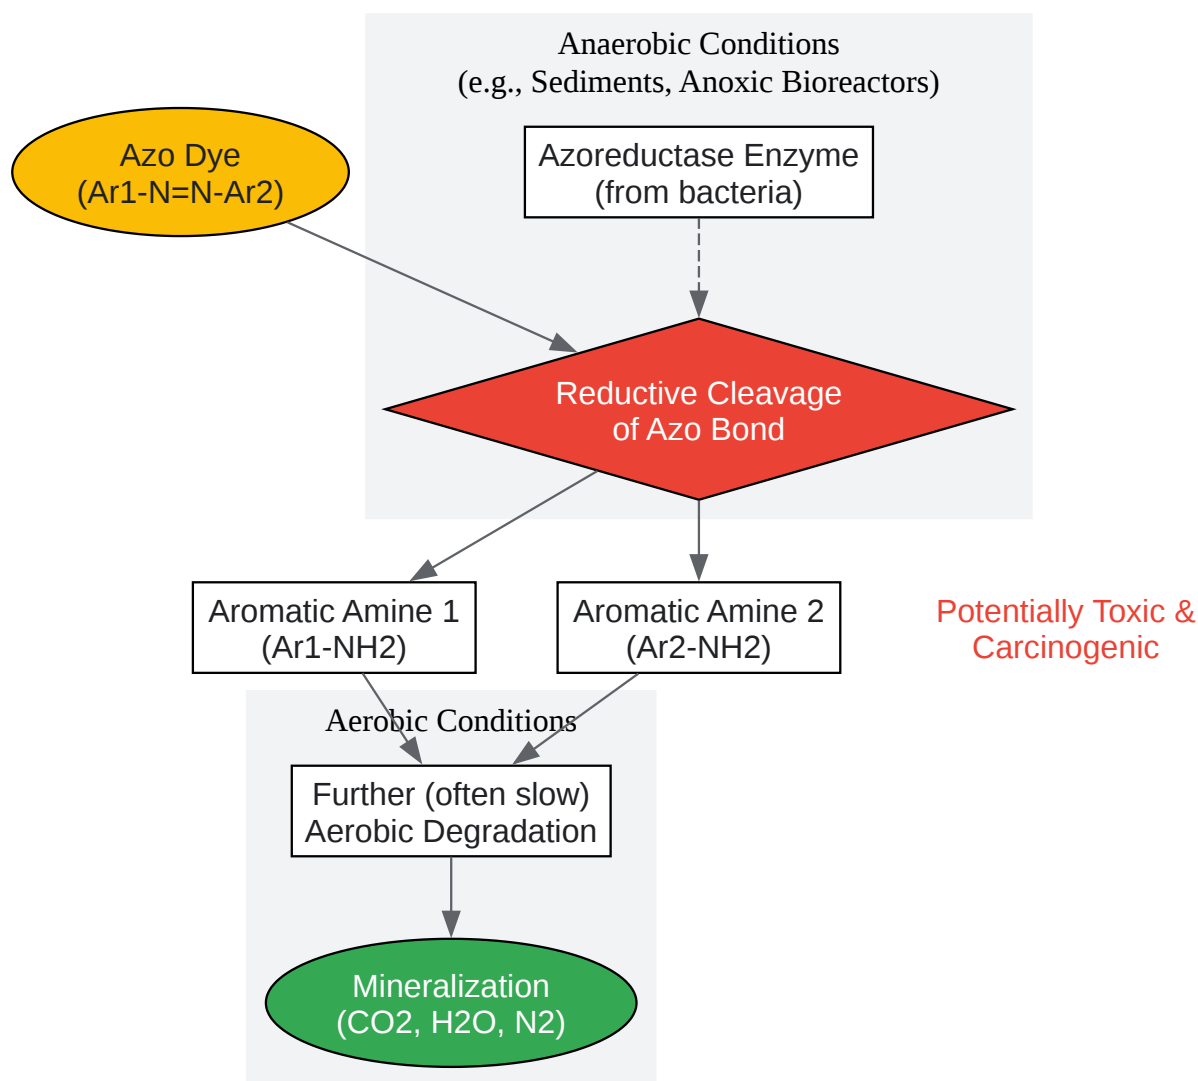 Anaerobic Conditions
(e.g., Sediments, Anoxic Bioreactors)
Azo Dye
(Ar1-N=N-Ar2)
Azoreductase Enzyme
(from bacteria)
Reductive Cleavage
of Azo Bond
Aromatic Amine 1
(Ar1-NH2)
Aromatic Amine 2
(Ar2-NH2)
Potentially Toxic &
Carcinogenic
Aerobic Conditions
Further (often slow)
Aerobic Degradation
Mineralization
(CO2, H2O, N2)